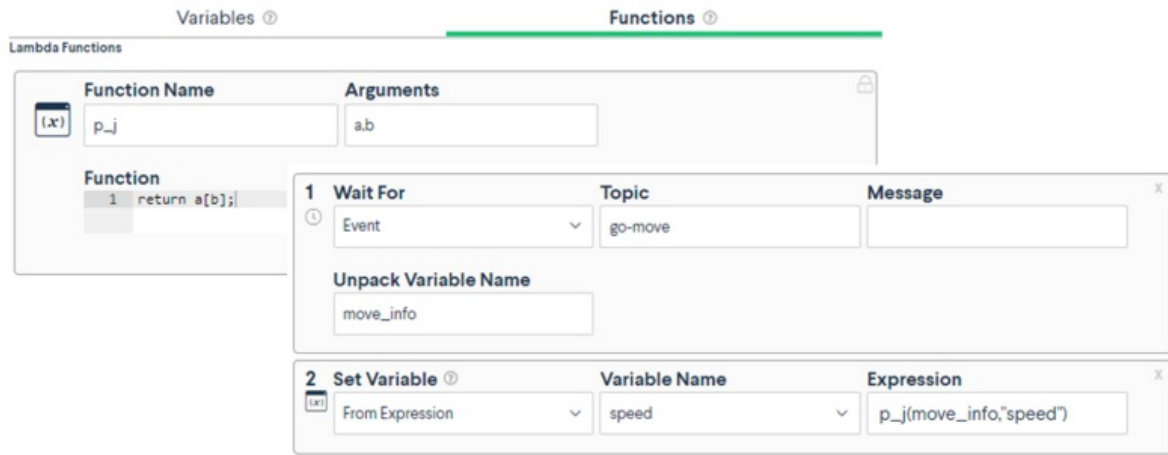 Variables ?
Functions ?
Lambda Functions
Function Name
Arguments
(x)
p_j
a,b
Function
1 return a[b];
1 Wait For
Topic
Message
X
Event
go-move
Unpack Variable Name
move_info
2 Set Variable ?
Variable Name
Expression
X
(x)
From Expression
speed
p_j(move_info,"speed")